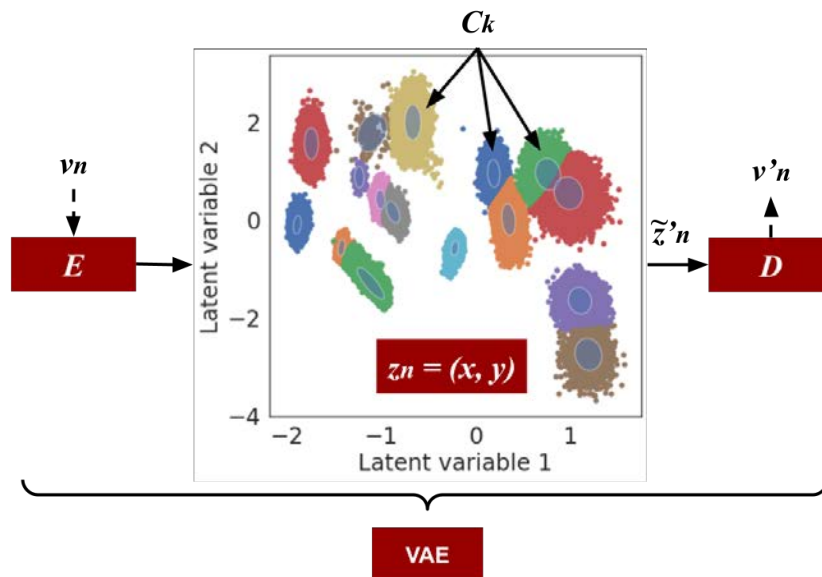 Ck
vn
E
Latent variable 2
2
0
−2
−4
zn = (x, y)
−2 −1 0 1
Latent variable 1
z̃'n
v'n
D
VAE